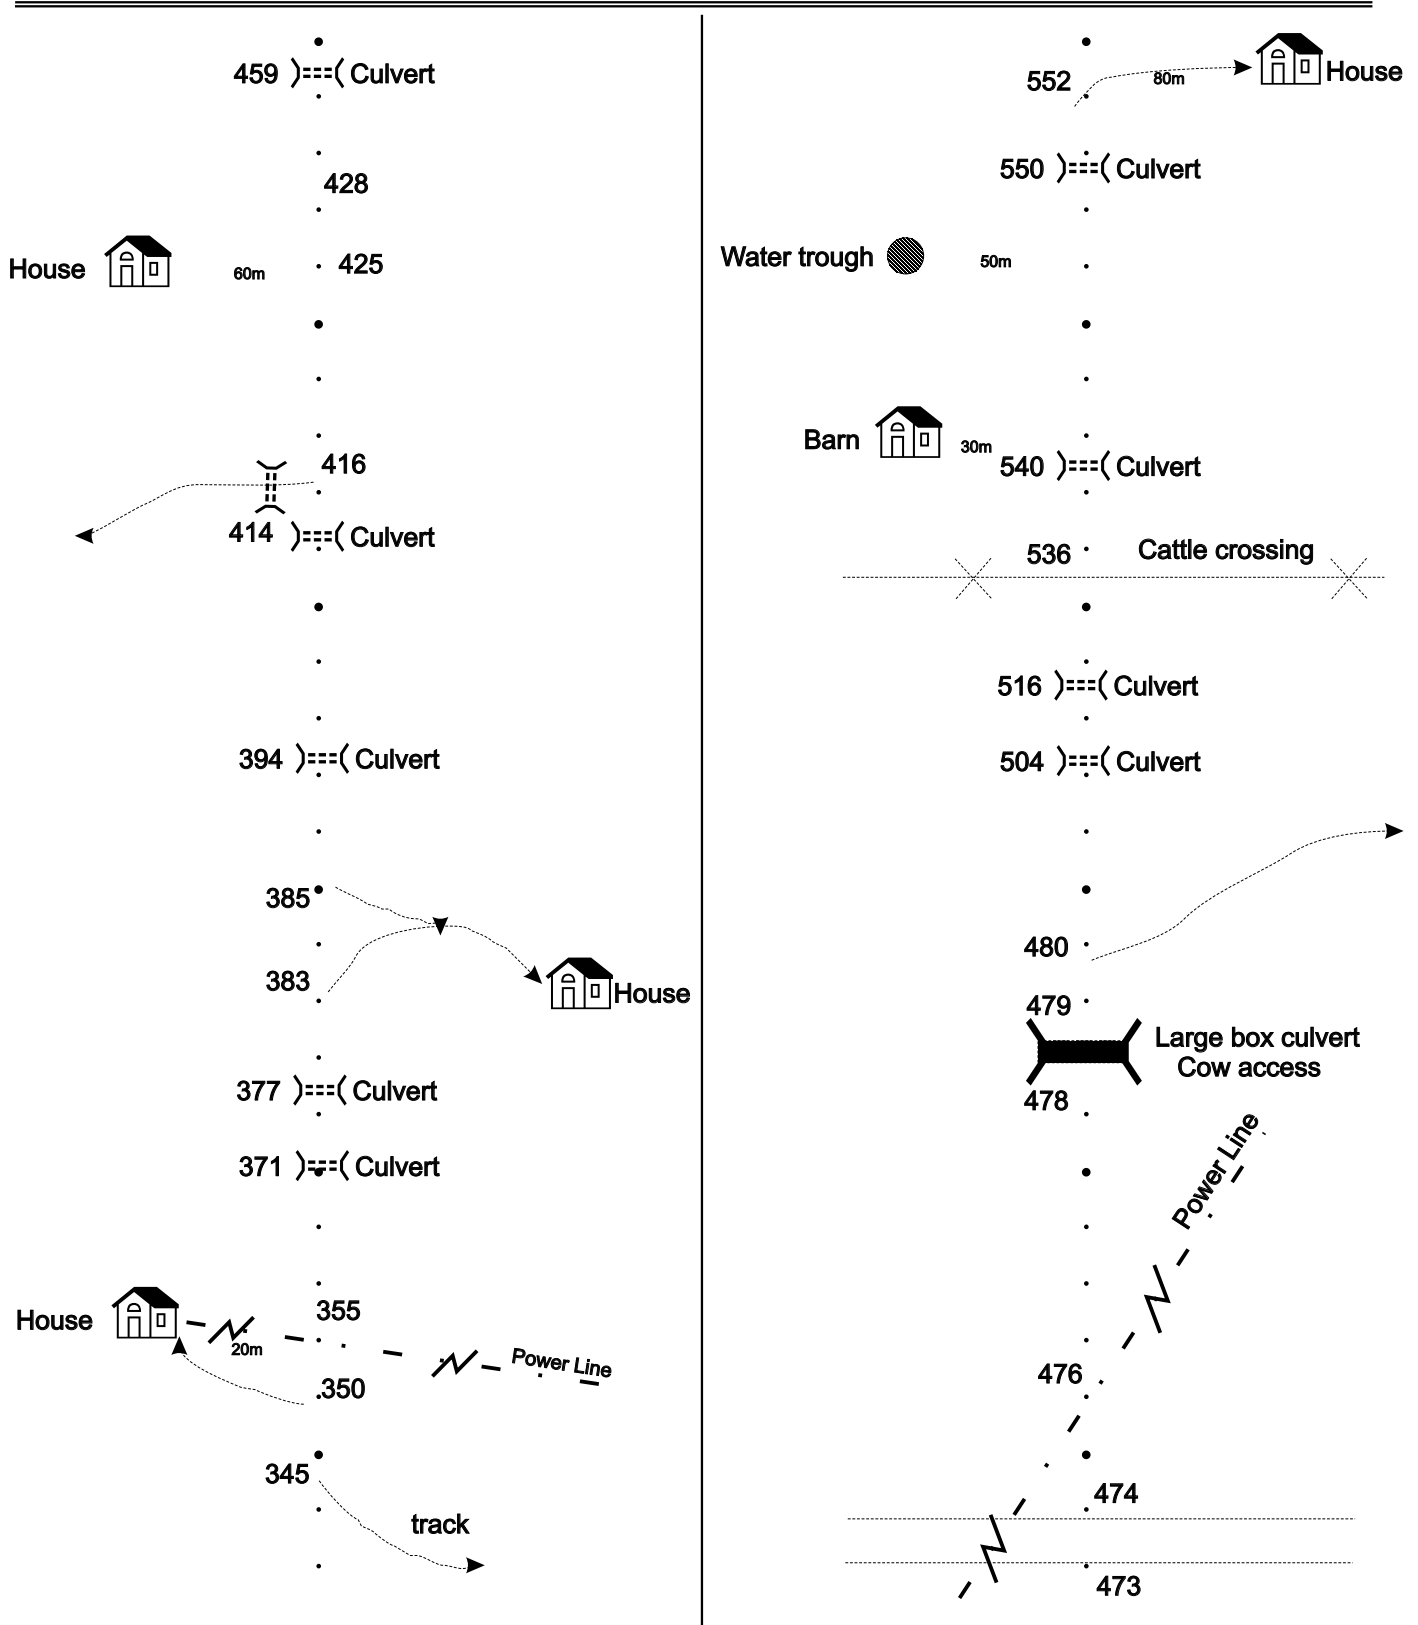 459 Culvert
428
House 60m 425
416
414 Culvert
394 Culvert
385
383
House
377 Culvert
371 Culvert
355
House
20m
Power Line
350
345
track
552 80m House
550 Culvert
Water trough 50m
Barn 30m
540 Culvert
536 Cattle crossing
516 Culvert
504 Culvert
480
479
Large box culvert
Cow access
478
Power Line
476
474
473